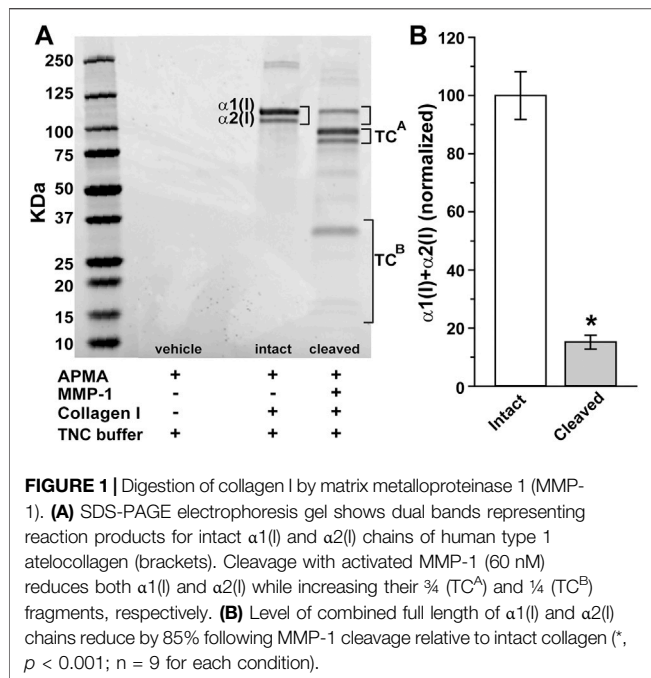 A
B
250
125
100
75
50
37
25
20
15
10
KDa
α1(I)
α2(I)
TC^A
TC^B
vehicle intact cleaved
APMA + + +
MMP-1 - - +
Collagen I - + +
TNC buffer + + +
α1(I)+α2(I) (normalized)
120
100
80
60
40
20
0
*
Intact
Cleaved
FIGURE 1 | Digestion of collagen I by matrix metalloproteinase 1 (MMP-
1). (A) SDS-PAGE electrophoresis gel shows dual bands representing
reaction products for intact α1(I) and α2(I) chains of human type 1
atelocollagen (brackets). Cleavage with activated MMP-1 (60 nM)
reduces both α1(I) and α2(I) while increasing their ¾ (TC^A) and ¼ (TC^B)
fragments, respectively. (B) Level of combined full length of α1(I) and α2(I)
chains reduce by 85% following MMP-1 cleavage relative to intact collagen (*,
p < 0.001; n = 9 for each condition).